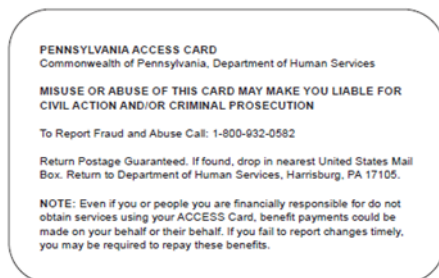 PENNSYLVANIA ACCESS CARD
Commonwealth of Pennsylvania, Department of Human Services
MISUSE OR ABUSE OF THIS CARD MAY MAKE YOU LIABLE FOR
CIVIL ACTION AND/OR CRIMINAL PROSECUTION
To Report Fraud and Abuse Call: 1-800-932-0582
Return Postage Guaranteed. If found, drop in nearest United States Mail
Box. Return to Department of Human Services, Harrisburg, PA 17105.
NOTE: Even if you or people you are financially responsible for do not
obtain services using your ACCESS Card, benefit payments could be
made on your behalf or their behalf. If you fail to report changes timely,
you may be required to repay these benefits.